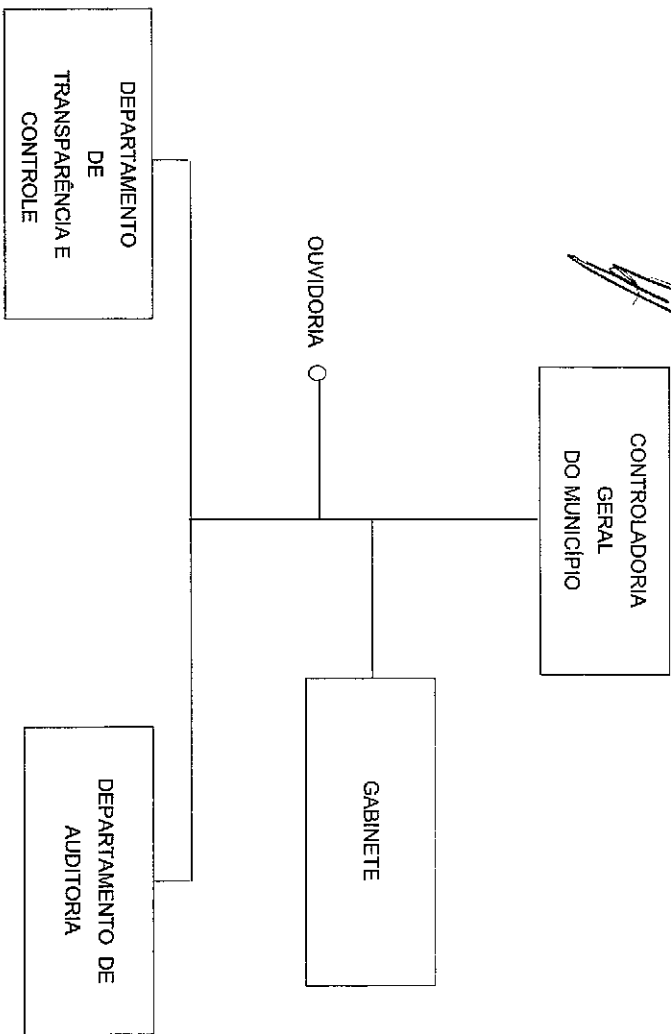 CONTROLADORIA
GERAL
DO MUNICÍPIO
GABINETE
OUVIDORIA
DEPARTAMENTO
DE
TRANSPARÊNCIA E
CONTROLE
DEPARTAMENTO DE
AUDITORIA